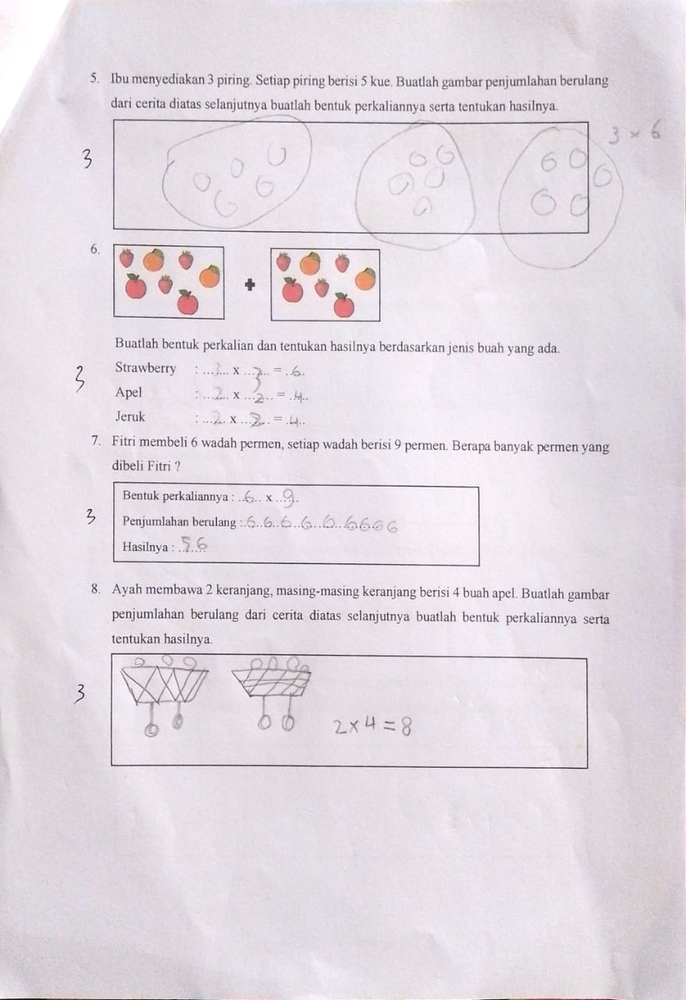 5. Ibu menyediakan 3 piring. Setiap piring berisi 5 kue. Buatlah gambar penjumlahan berulang
dari cerita diatas selanjutnya buatlah bentuk perkaliannya serta tentukan hasilnya.
3 × 6
3
6.
+
Buatlah bentuk perkalian dan tentukan hasilnya berdasarkan jenis buah yang ada.
3
Strawberry : ......... x ...3... = ..6..
Apel : ...2... x ...2... = ..4...
Jeruk : ...2... x ...2... = ..4...
7. Fitri membeli 6 wadah permen, setiap wadah berisi 9 permen. Berapa banyak permen yang
dibeli Fitri ?
Bentuk perkaliannya : ..6... x ...9...
3 Penjumlahan berulang :..6..6..6..6..6..6666
Hasilnya : ..56...
8. Ayah membawa 2 keranjang, masing-masing keranjang berisi 4 buah apel. Buatlah gambar
penjumlahan berulang dari cerita diatas selanjutnya buatlah bentuk perkaliannya serta
tentukan hasilnya.
3
2×4=8